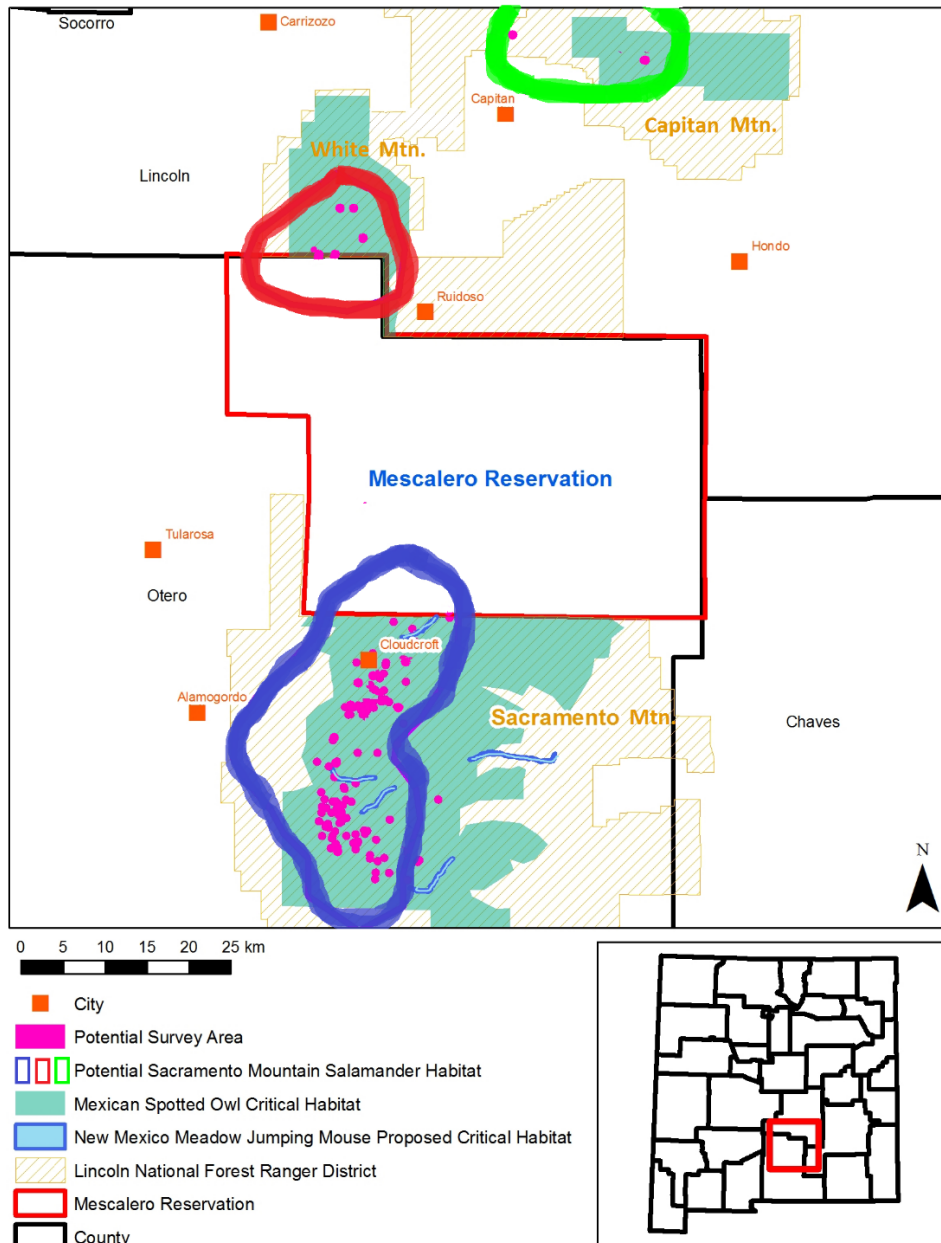 Socorro
Carrizozo
Capitan
Capitan Mtn.
White Mtn.
Lincoln
Hondo
Ruidoso
Mescalero Reservation
Tularosa
Otero
Cloudcroft
Alamogordo
Sacramento Mtn.
Chaves
N
0 5 10 15 20 25 km
City
Potential Survey Area
Potential Sacramento Mountain Salamander Habitat
Mexican Spotted Owl Critical Habitat
New Mexico Meadow Jumping Mouse Proposed Critical Habitat
Lincoln National Forest Ranger District
Mescalero Reservation
County